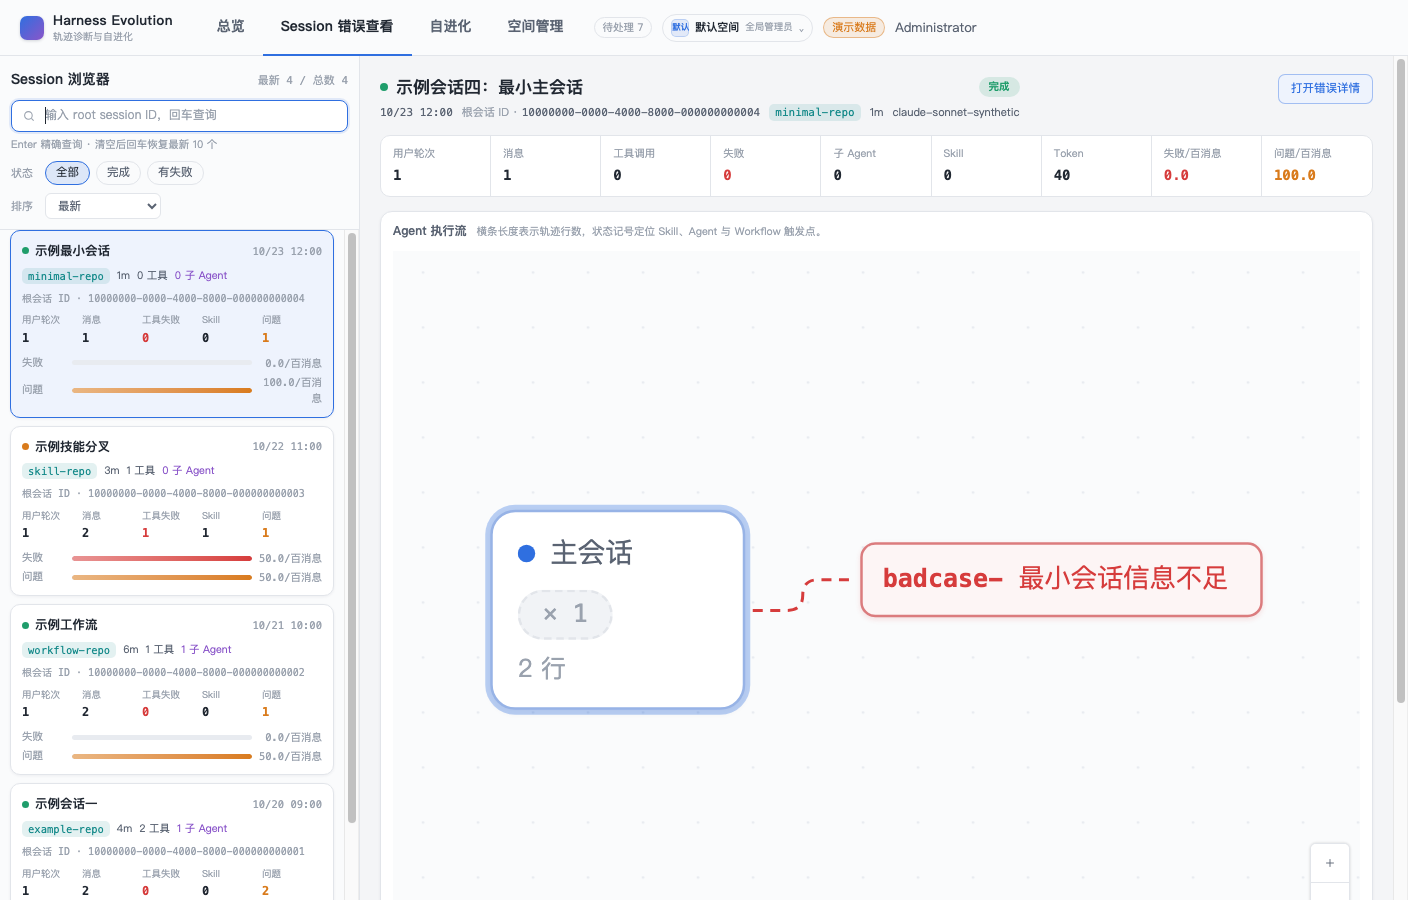 Harness Evolution
轨迹诊断与自进化
总览
Session 错误查看
自进化
空间管理
待处理 7
默认 默认空间 全局管理员
演示数据
Administrator
Session 浏览器
最新 4 / 总数 4
输入 root session ID，回车查询
Enter 精确查询 · 清空后回车恢复最新 10 个
状态 全部 完成 有失败
排序 最新
示例最小会话 10/23 12:00
minimal-repo 1m 0 工具 0 子 Agent
根会话 ID · 10000000-0000-4000-8000-000000000004
用户轮次 消息 工具失败 Skill 问题
1 1 0 0 1
失败 0.0/百消息
问题 100.0/百消息
示例技能分叉 10/22 11:00
skill-repo 3m 1 工具 0 子 Agent
根会话 ID · 10000000-0000-4000-8000-000000000003
用户轮次 消息 工具失败 Skill 问题
1 2 1 1 1
失败 50.0/百消息
问题 50.0/百消息
示例工作流 10/21 10:00
workflow-repo 6m 1 工具 1 子 Agent
根会话 ID · 10000000-0000-4000-8000-000000000002
用户轮次 消息 工具失败 Skill 问题
1 2 0 0 1
失败 0.0/百消息
问题 50.0/百消息
示例会话一 10/20 09:00
example-repo 4m 2 工具 1 子 Agent
根会话 ID · 10000000-0000-4000-8000-000000000001
用户轮次 消息 工具失败 Skill 问题
1 2 0 0 2
示例会话四：最小主会话
完成
打开错误详情
10/23 12:00 根会话 ID · 10000000-0000-4000-8000-000000000004 minimal-repo 1m claude-sonnet-synthetic
用户轮次 消息 工具调用 失败 子 Agent Skill Token 失败/百消息 问题/百消息
1 1 0 0 0 0 40 0.0 100.0
Agent 执行流 横条长度表示轨迹行数，状态记号定位 Skill、Agent 与 Workflow 触发点。
主会话
× 1
2 行
badcase- 最小会话信息不足
+